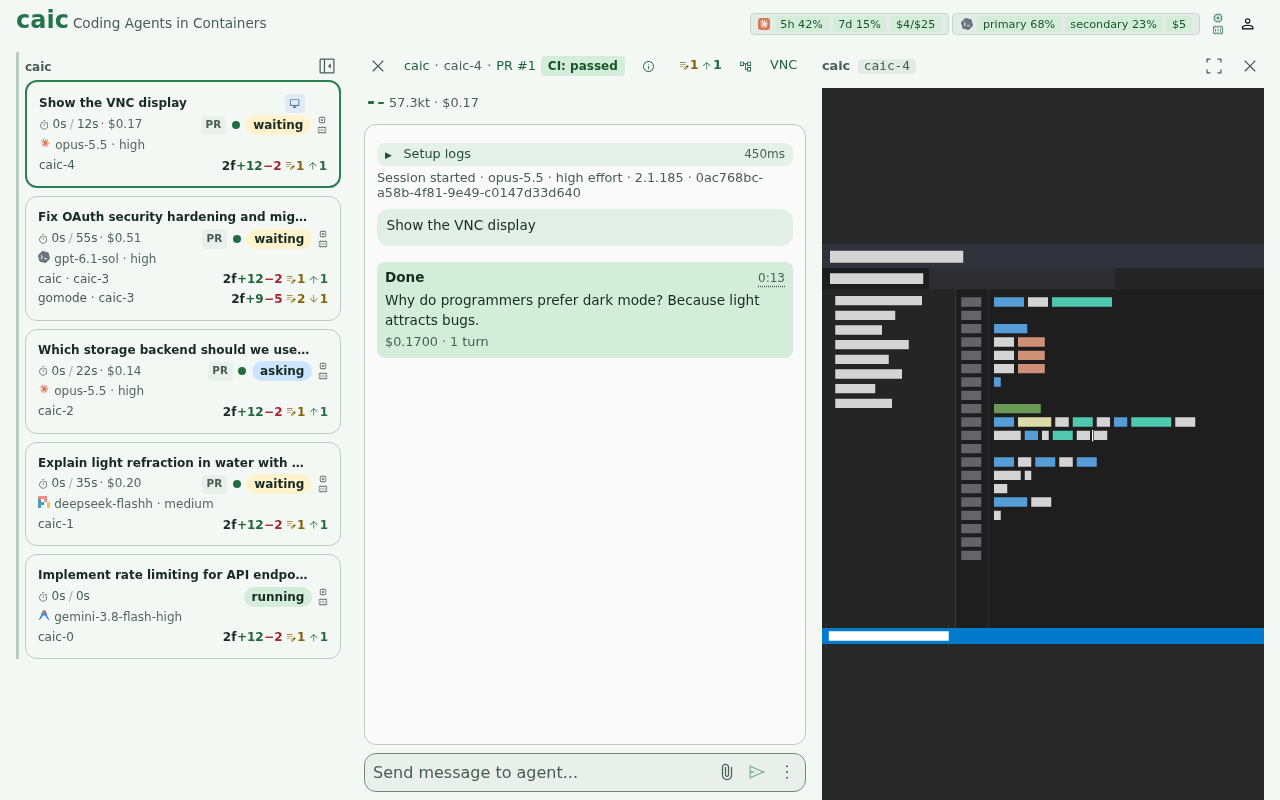 caic Coding Agents in Containers
5h 42% 7d 15% $4/$25
primary 68% secondary 23% $5
caic
Show the VNC display
0s / 12s · $0.17 PR waiting
opus-5.5 · high
caic-4 2f+12−2 1 ↑1
Fix OAuth security hardening and mig…
0s / 55s · $0.51 PR waiting
gpt-6.1-sol · high
caic · caic-3 2f+12−2 1 ↑1
gomode · caic-3 2f+9−5 2 ↓1
Which storage backend should we use…
0s / 22s · $0.14 PR asking
opus-5.5 · high
caic-2 2f+12−2 1 ↑1
Explain light refraction in water with …
0s / 35s · $0.20 PR waiting
deepseek-flashh · medium
caic-1 2f+12−2 1 ↑1
Implement rate limiting for API endpo…
0s / 0s running
gemini-3.8-flash-high
caic-0 2f+12−2 1 ↑1
caic · caic-4 · PR #1 CI: passed 1 ↑1 VNC
57.3kt · $0.17
▶ Setup logs 450ms
Session started · opus-5.5 · high effort · 2.1.185 · 0ac768bc-
a58b-4f81-9e49-c0147d33d640
Show the VNC display
Done 0:13
Why do programmers prefer dark mode? Because light
attracts bugs.
$0.1700 · 1 turn
Send message to agent...
caic caic-4